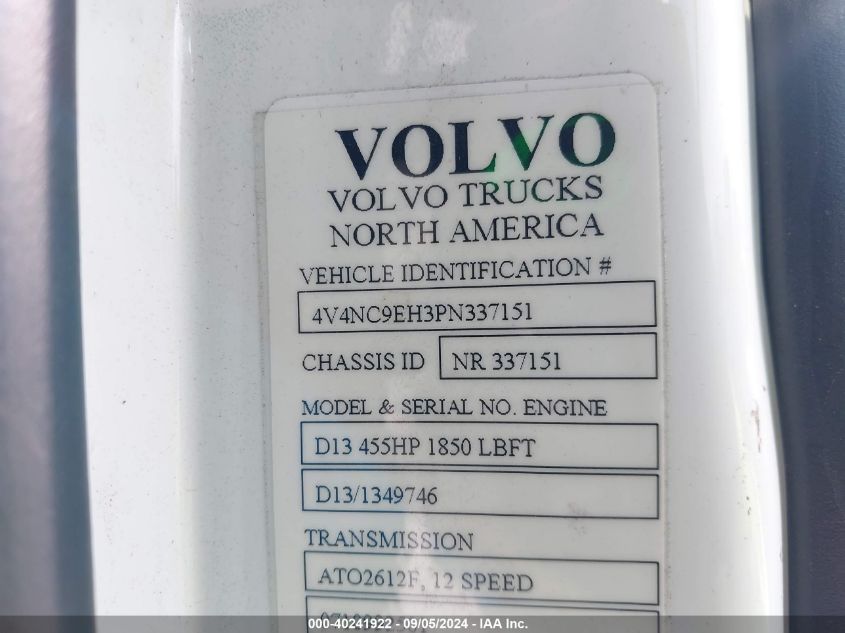 VOLVO
VOLVO TRUCKS
NORTH AMERICA
VEHICLE IDENTIFICATION #
4V4NC9EH3PN337151
CHASSIS ID NR 337151
MODEL & SERIAL NO. ENGINE
D13 455HP 1850 LBFT
D13/1349746
TRANSMISSION
ATO2612F, 12 SPEED
000-40241922 - 09/05/2024 - IAAI Inc.